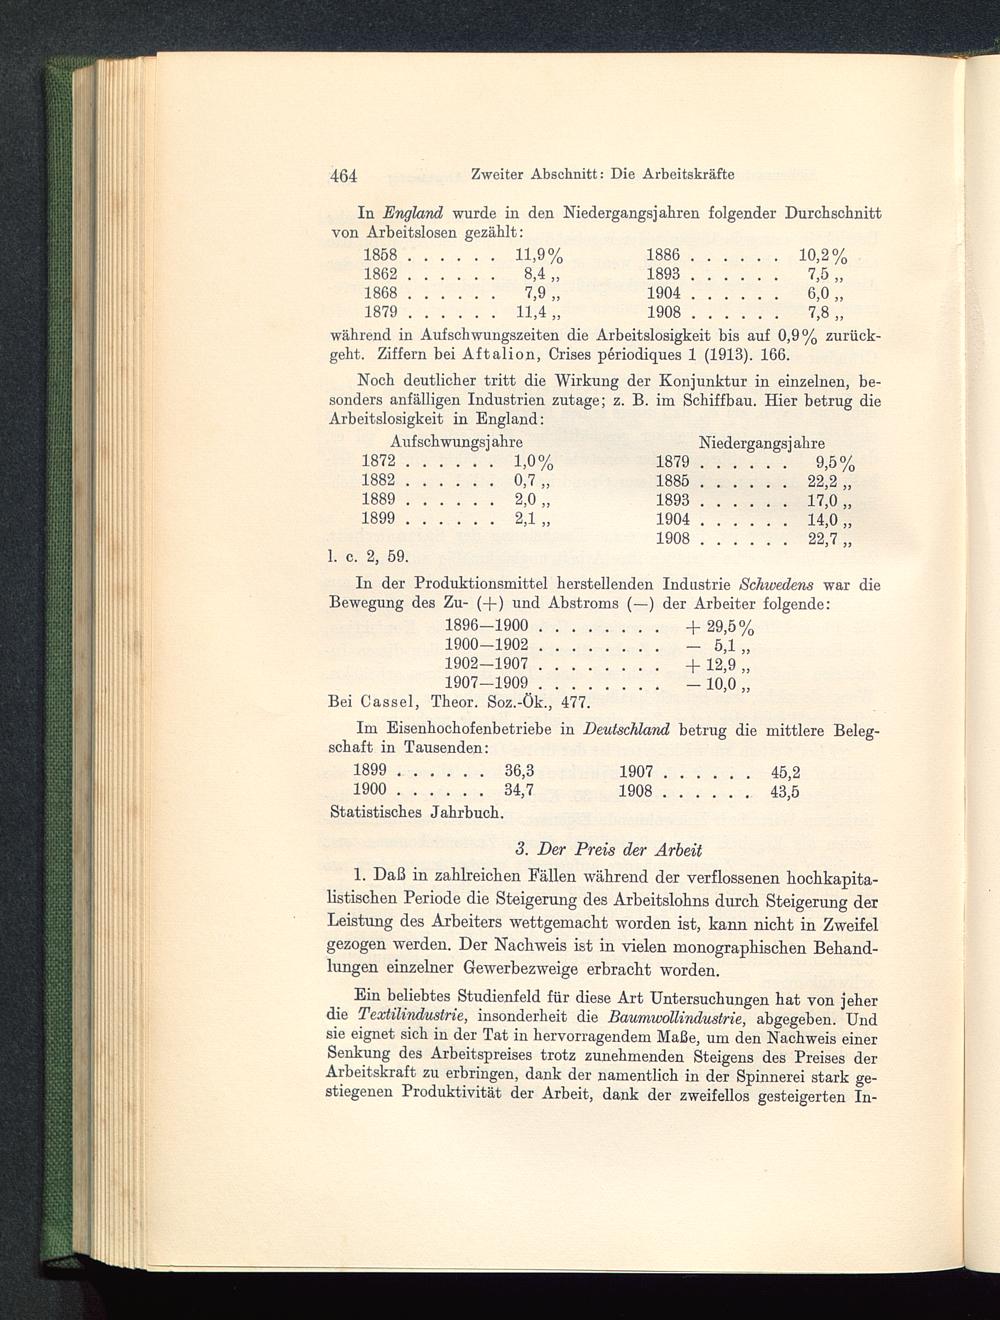 464 Zweiter Abschnitt: Die Arbeitskräfte
In England wurde in den Niedergangsjahren folgender Durchschnitt
von Arbeitslosen gezählt:
1858 . . . . . . 11,9% 1886 . . . . . . 10,2%
1862 . . . . . . 8,4 „ 1893 . . . . . . 7,5 „
1868 . . . . . . 7,9 „ 1904 . . . . . . 6,0 „
1879 . . . . . . 11,4 „ 1908 . . . . . . 7,8 „
während in Aufschwungszeiten die Arbeitslosigkeit bis auf 0,9% zurück-
geht. Ziffern bei Aftalion, Crises périodiques 1 (1913). 166.
Noch deutlicher tritt die Wirkung der Konjunktur in einzelnen, be-
sonders anfälligen Industrien zutage; z. B. im Schiffbau. Hier betrug die
Arbeitslosigkeit in England:
Aufschwungsjahre Niedergangsjahre
1872 . . . . . . 1,0% 1879 . . . . . . 9,5%
1882 . . . . . . 0,7 „ 1885 . . . . . . 22,2 „
1889 . . . . . . 2,0 „ 1893 . . . . . . 17,0 „
1899 . . . . . . 2,1 „ 1904 . . . . . . 14,0 „
1908 . . . . . . 22,7 „
l. c. 2, 59.
In der Produktionsmittel herstellenden Industrie Schwedens war die
Bewegung des Zu- (+) und Abstroms (—) der Arbeiter folgende:
1896—1900 . . . . . . . . + 29,5%
1900—1902 . . . . . . . . — 5,1 „
1902—1907 . . . . . . . . + 12,9 „
1907—1909 . . . . . . . . — 10,0 „
Bei Cassel, Theor. Soz.-Ök., 477.
Im Eisenhochofenbetriebe in Deutschland betrug die mittlere Beleg-
schaft in Tausenden:
1899 . . . . . . 36,3 1907 . . . . . . 45,2
1900 . . . . . . 34,7 1908 . . . . . . 43,5
Statistisches Jahrbuch.
3. Der Preis der Arbeit
1. Daß in zahlreichen Fällen während der verflossenen hochkapita-
listischen Periode die Steigerung des Arbeitslohns durch Steigerung der
Leistung des Arbeiters wettgemacht worden ist, kann nicht in Zweifel
gezogen werden. Der Nachweis ist in vielen monographischen Behand-
lungen einzelner Gewerbezweige erbracht worden.
Ein beliebtes Studienfeld für diese Art Untersuchungen hat von jeher
die Textilindustrie, insonderheit die Baumwollindustrie, abgegeben. Und
sie eignet sich in der Tat in hervorragendem Maße, um den Nachweis einer
Senkung des Arbeitspreises trotz zunehmenden Steigens des Preises der
Arbeitskraft zu erbringen, dank der namentlich in der Spinnerei stark ge-
stiegenen Produktivität der Arbeit, dank der zweifellos gesteigerten In-